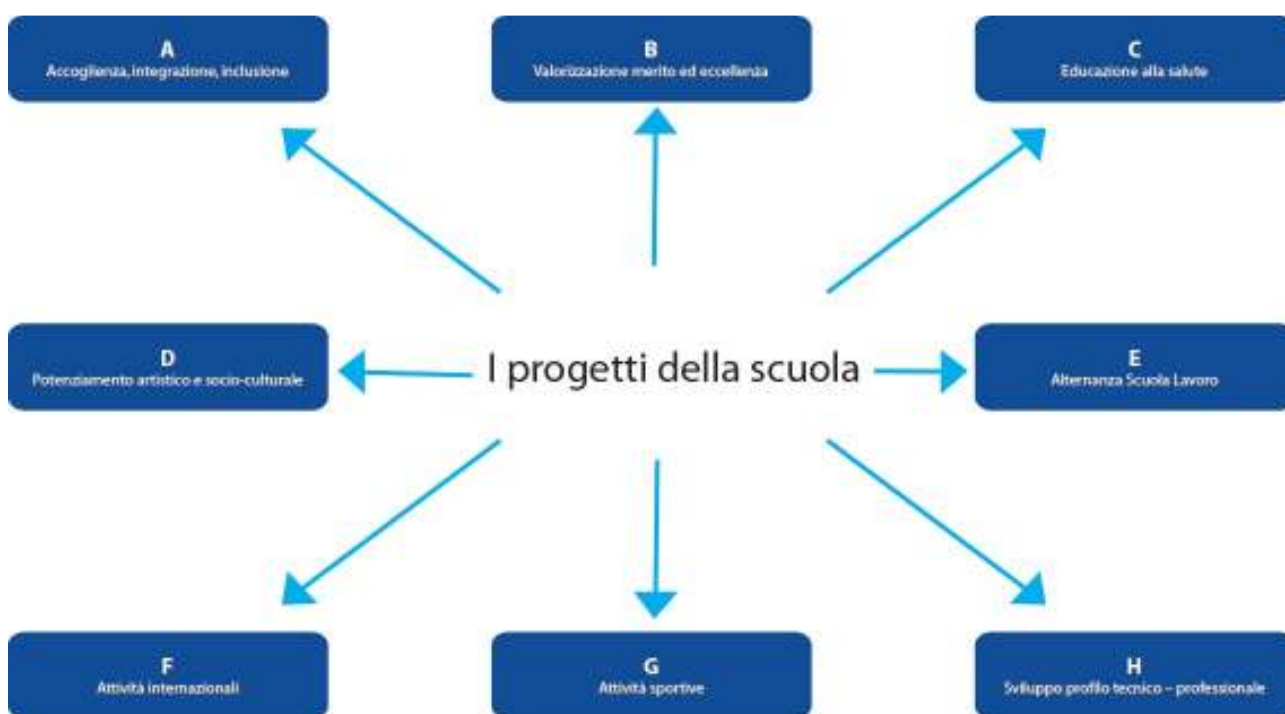 A
Accoglienza, integrazione, inclusione
B
Valorizzazione merito ed eccellenza
C
Educazione alla salute
D
Potenziamento artistico e socio-culturale
I progetti della scuola
E
Alternanza Scuola Lavoro
F
Attività internazionali
G
Attività sportive
H
Sviluppo profilo tecnico – professionale